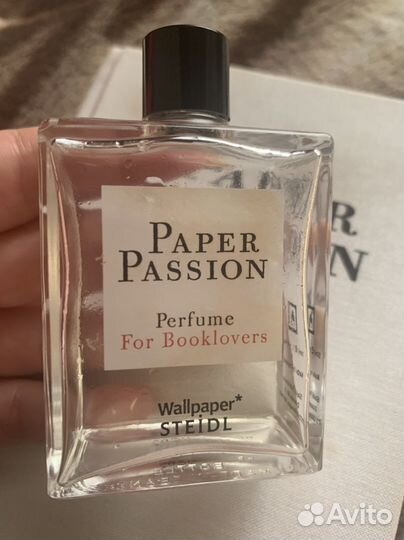 PAPER
PASSION
Perfume
For Booklovers
Wallpaper*
STEIDL
Avito